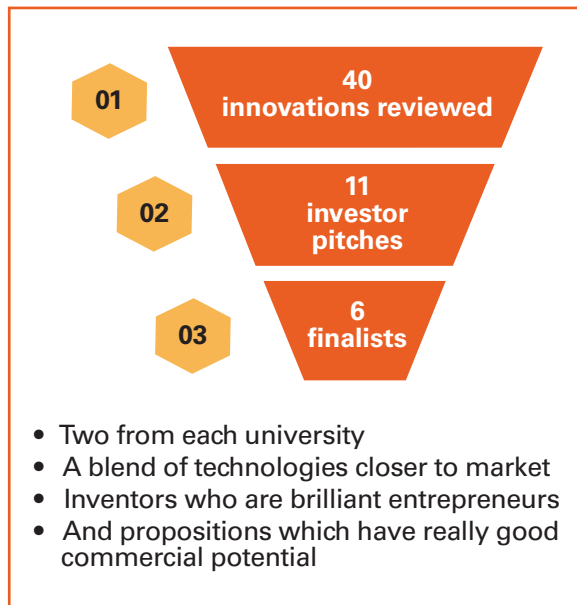 01
40
innovations reviewed
02
11
investor
pitches
03
6
finalists
• Two from each university
• A blend of technologies closer to market
• Inventors who are brilliant entrepreneurs
• And propositions which have really good
commercial potential